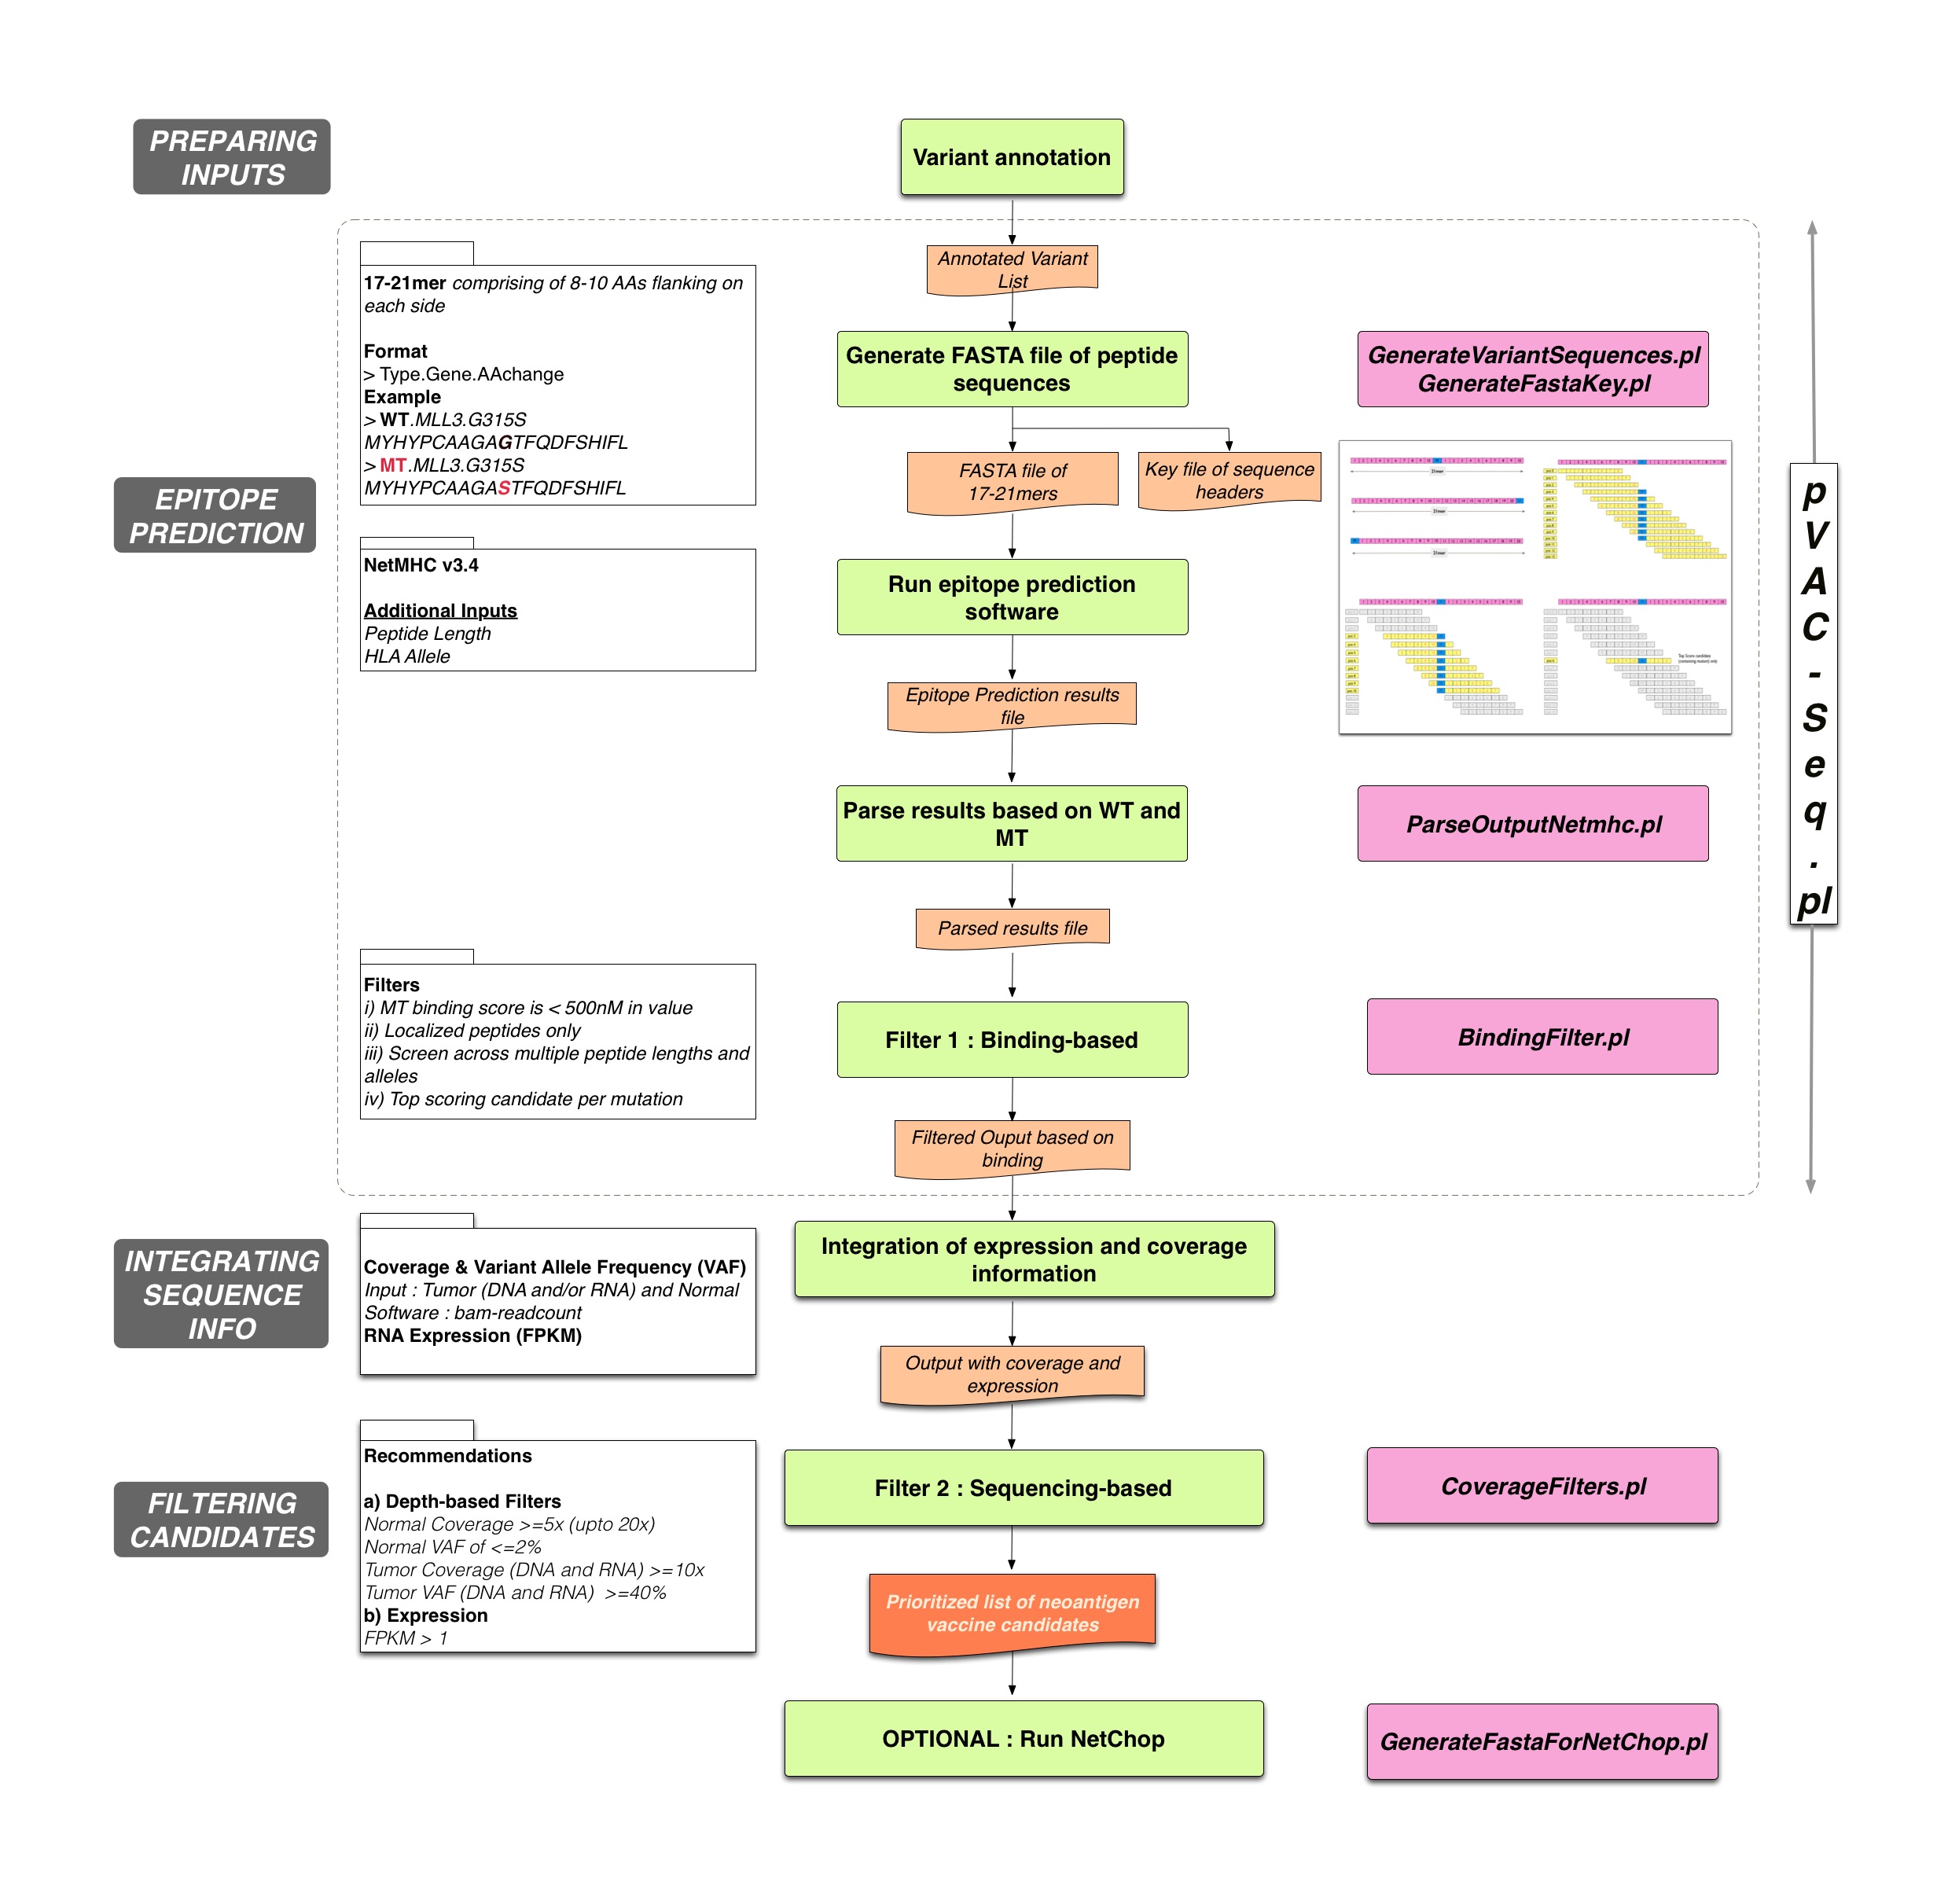 PREPARING
INPUTS
Variant annotation
Annotated Variant
List
17-21mer comprising of 8-10 AAs flanking on
each side
Format
> Type.Gene.AAchange
Example
> WT.MLL3.G315S
MYHYPCAAGAGTFQDFSHIFL
> MT.MLL3.G315S
MYHYPCAAGASTFQDFSHIFL
Generate FASTA file of peptide
sequences
GenerateVariantSequences.pl
GenerateFastaKey.pl
FASTA file of
17-21mers
Key file of sequence
headers
EPITOPE
PREDICTION
NetMHC v3.4
Additional Inputs
Peptide Length
HLA Allele
Run epitope prediction
software
21mer
21mer
21mer
Top Score candidate
(containing mutant) only
Epitope Prediction results
file
Parse results based on WT and
MT
ParseOutputNetmhc.pl
pVAC-Seq.pl
Parsed results file
Filters
i) MT binding score is < 500nM in value
ii) Localized peptides only
iii) Screen across multiple peptide lengths and
alleles
iv) Top scoring candidate per mutation
Filter 1 : Binding-based
BindingFilter.pl
Filtered Ouput based on
binding
INTEGRATING
SEQUENCE
INFO
Coverage & Variant Allele Frequency (VAF)
Input : Tumor (DNA and/or RNA) and Normal
Software : bam-readcount
RNA Expression (FPKM)
Integration of expression and coverage
information
Output with coverage and
expression
FILTERING
CANDIDATES
Recommendations
a) Depth-based Filters
Normal Coverage >=5x (upto 20x)
Normal VAF of <=2%
Tumor Coverage (DNA and RNA) >=10x
Tumor VAF (DNA and RNA)  >=40%
b) Expression
FPKM > 1
Filter 2 : Sequencing-based
CoverageFilters.pl
Prioritized list of neoantigen
vaccine candidates
OPTIONAL : Run NetChop
GenerateFastaForNetChop.pl